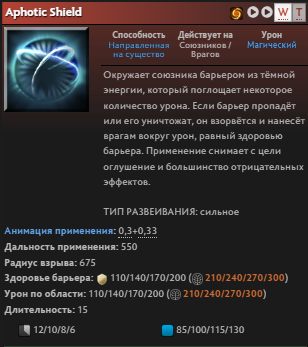 Aphotic Shield
W T
Способность Действует на Урон
Направленная Союзников / Магический
на существо Врагов
Окружает союзника барьером из тёмной
энергии, который поглощает некоторое
количество урона. Если барьер пропадёт
или его уничтожат, он взорвётся и нанесёт
врагам вокруг урон, равный здоровью
барьера. Применение снимает с цели
оглушение и большинство отрицательных
эффектов.
ТИП РАЗВЕИВАНИЯ: сильное
Анимация применения: 0,3+0,33
Дальность применения: 550
Радиус взрыва: 675
Здоровье барьера: 110/140/170/200 ( 210/240/270/300)
Урон по области: 110/140/170/200 ( 210/240/270/300)
Длительность: 15
12/10/8/6 85/100/115/130